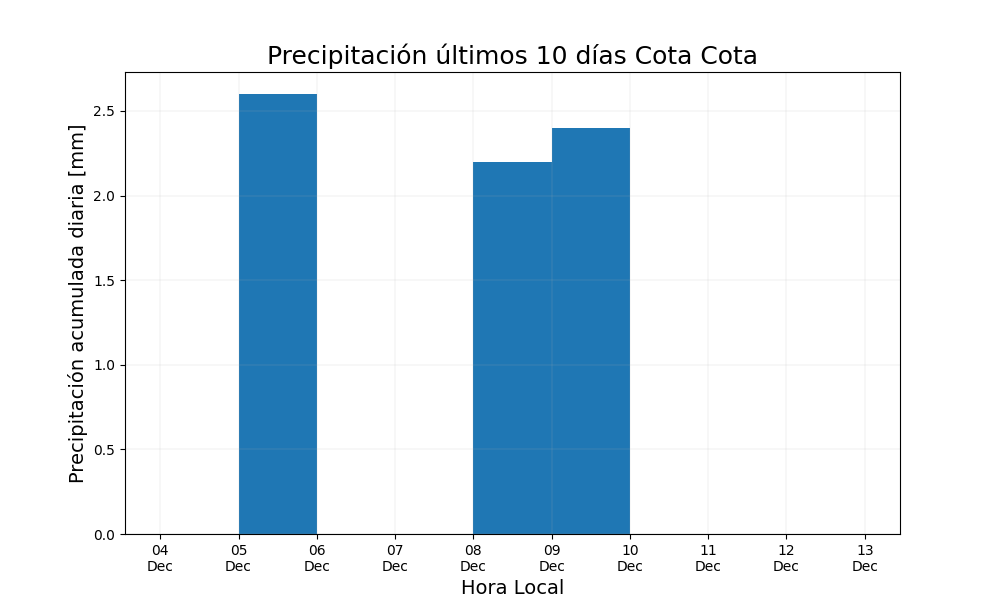 Precipitación últimos 10 días Cota Cota
Precipitación acumulada diaria [mm]
2.5
2.0
1.5
1.0
0.5
0.0
04 05 06 07 08 09 10 11 12 13
Dec Dec Dec Dec Dec Dec Dec Dec Dec Dec
Hora Local